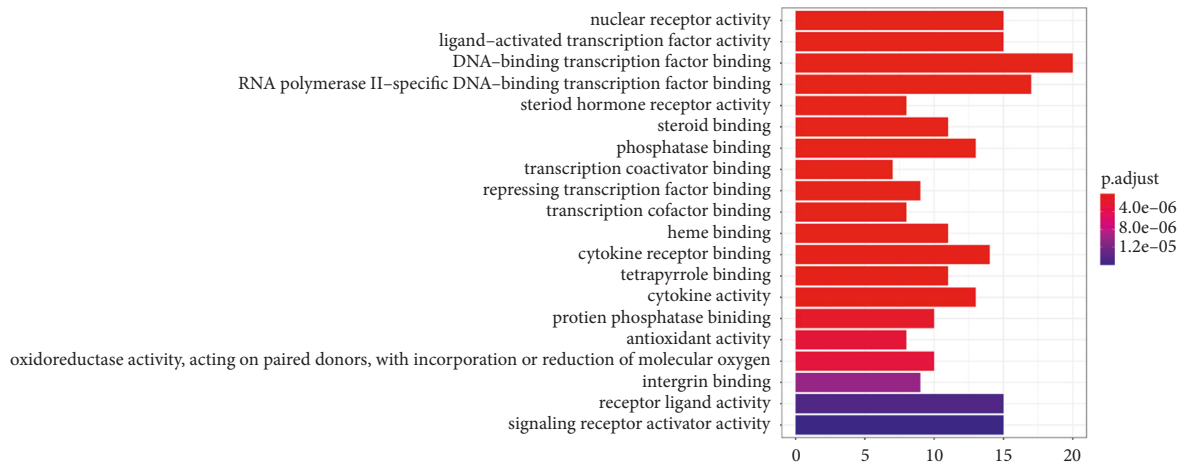 nuclear receptor activity
ligand–activated transcription factor activity
DNA–binding transcription factor binding
RNA polymerase II–specific DNA–binding transcription factor binding
steriod hormone receptor activity
steroid binding
phosphatase binding
transcription coactivator binding
repressing transcription factor binding
transcription cofactor binding
heme binding
cytokine receptor binding
tetrapyrrole binding
cytokine activity
protien phosphatase biniding
antioxidant activity
oxidoreductase activity, acting on paired donors, with incorporation or reduction of molecular oxygen
intergrin binding
receptor ligand activity
signaling receptor activator activity
0 5 10 15 20
p.adjust
4.0e−06
8.0e−06
1.2e−05